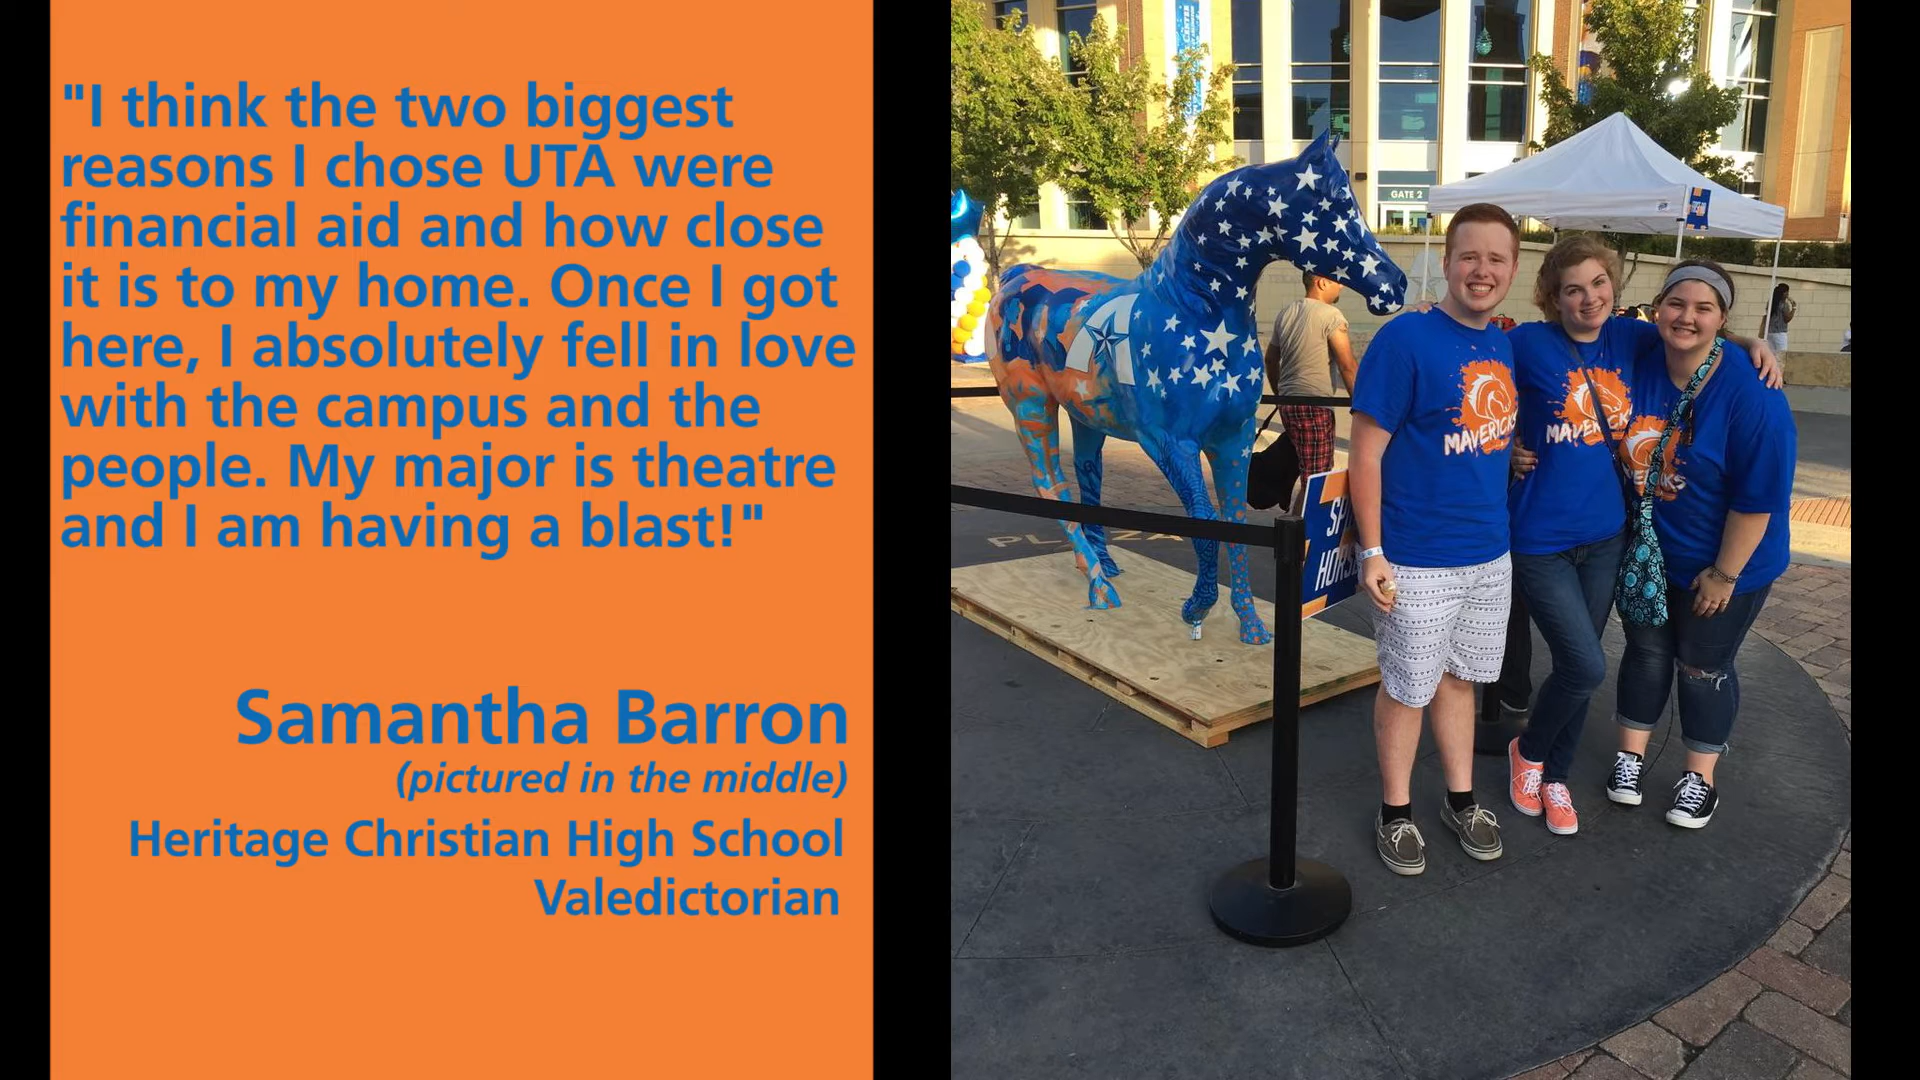 "I think the two biggest
reasons I chose UTA were
financial aid and how close
it is to my home. Once I got
here, I absolutely fell in love
with the campus and the
people. My major is theatre
and I am having a blast!"
Samantha Barron
(pictured in the middle)
Heritage Christian High School
Valedictorian
CENTER
GATE 2
MAVERICKS
PLAZA